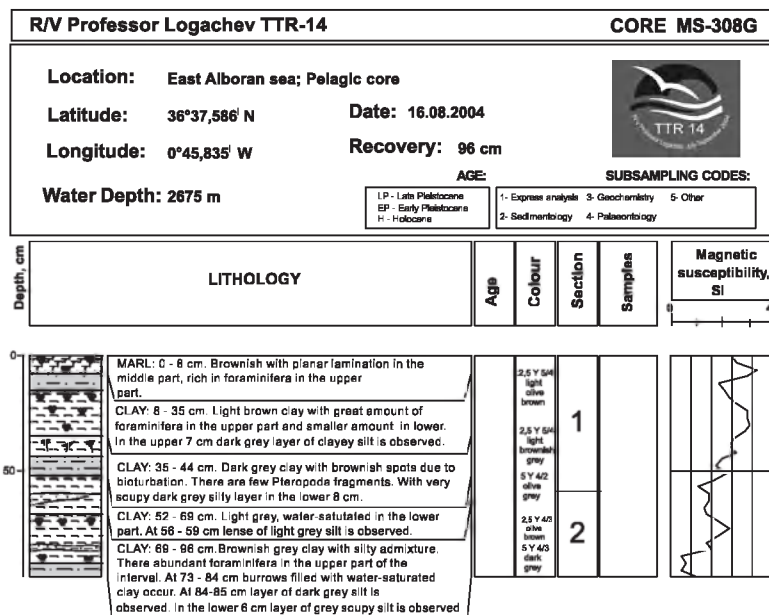 R/V Professor Logachev TTR-14 CORE MS-308G
Location: East Alboran sea; Pelagic core
Latitude: 36°37,586' N Date: 16.08.2004
Longitude: 0°45,835' W Recovery: 96 cm
Water Depth: 2675 m
TTR 14
AGE:
LP - Late Pleistocene
EP - Early Pleistocene
H - Holocene
SUBSAMPLING CODES:
1- Express analysis 3- Geochemistry 5- Other
2- Sedimentology 4- Palaeontology
Depth, cm
LITHOLOGY
Age
Colour
Section
Samples
Magnetic
susceptibility,
SI
0 4
0
50
MARL: 0 - 8 cm. Brownish with planar lamination in the
middle part, rich in foraminifera in the upper
part.
CLAY: 8 - 35 cm. Light brown clay with great amount of
foraminifera in the upper part and smaller amount in lower.
In the upper 7 cm dark grey layer of clayey silt is observed.
CLAY: 35 - 44 cm. Dark grey clay with brownish spots due to
bioturbation. There are few Pteropoda fragments. With very
soupy dark grey silty layer in the lower 8 cm.
CLAY: 52 - 69 cm. Light grey, water-satutated in the lower
part. At 56 - 59 cm lense of light grey silt is observed.
CLAY: 69 - 96 cm.Brownish grey clay with silty admixture.
There abundant foraminifera in the upper part of the
interval. At 73 - 84 cm burrows filled with water-saturated
clay occur. At 84-85 cm layer of dark grey silt is
observed. In the lower 6 cm layer of grey soupy silt is observed
2,5 Y 5/4
light
olive
brown
2,5 Y 6/4
light
brownish
grey
5 Y 4/2
olive
grey
2,5 Y 4/3
olive
brown
5 Y 4/3
dark
grey
1
2